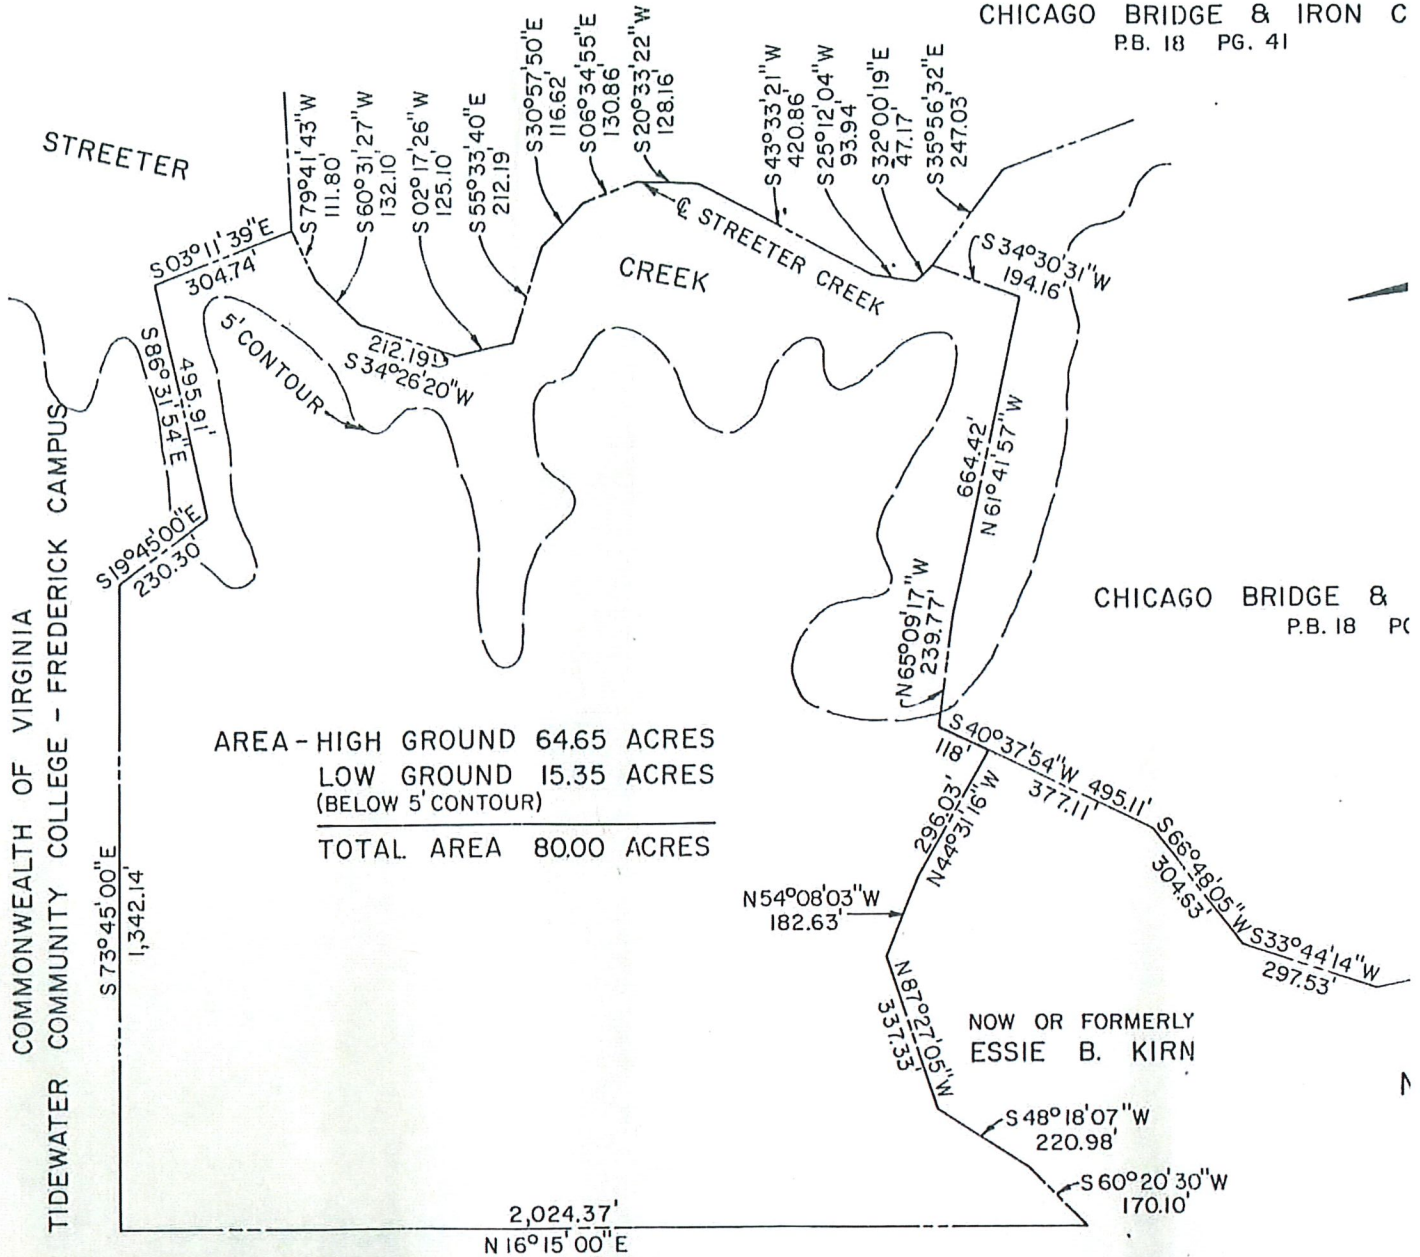 CHICAGO BRIDGE & IRON C
P.B. 18 PG. 41
STREETER
S79°41'43"W
111.80'
S60°31'27"W
132.10'
S02°17'26"W
125.10'
S55°33'40"E
212.19
S30°57'50"E
116.62'
S06°34'55"E
130.86'
S20°33'22"W
128.16'
S43°33'21"W
420.86'
S25°12'04"W
93.94'
S32°00'19"E
47.17'
S35°56'32"E
247.03'
S03°11'39"E
304.74'
℄ STREETER CREEK
CREEK
S34°30'31"W
194.16'
5' CONTOUR
212.19'
S34°26'20"W
S86°31'54"E
495.91'
664.42'
N61°41'57"W
S19°45'00"E
230.30'
N65°09'17"W
239.77'
CHICAGO BRIDGE &
P.B. 18 PG
COMMONWEALTH OF VIRGINIA
TIDEWATER COMMUNITY COLLEGE - FREDERICK CAMPUS
AREA - HIGH GROUND 64.65 ACRES
LOW GROUND 15.35 ACRES
(BELOW 5' CONTOUR)
TOTAL AREA 80.00 ACRES
S40°37'54"W 495.11'
118'
377.11'
296.03'
N44°31'16"W
S66°48'05"W
304.63'
S73°45'00"E
1,342.14'
N54°08'03"W
182.63'
S33°44'14"W
297.53'
N87°27'05"W
337.33'
NOW OR FORMERLY
ESSIE B. KIRN
N
S48°18'07"W
220.98'
S60°20'30"W
170.10'
2,024.37'
N16°15'00"E